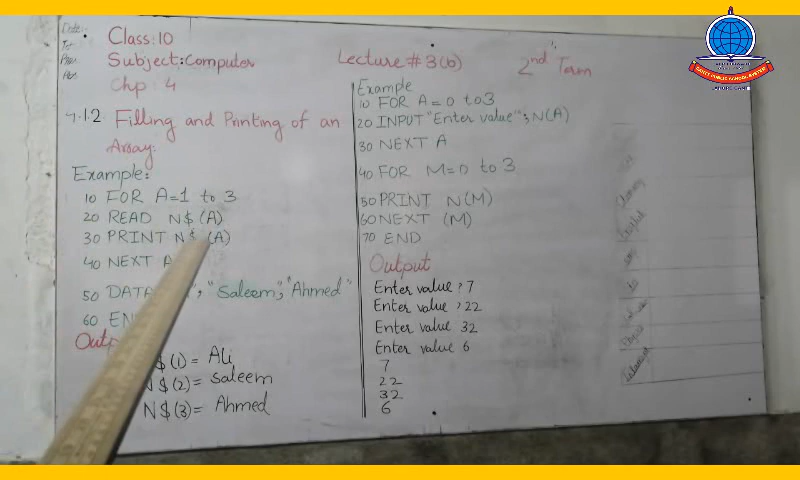 Class:10
Subject:Computer
Chp 4
Lecture # 3(b)
2nd Term
4.1.2 Filling and Printing of an
Array:
Example:
10 FOR A=1 to 3
20 READ N$(A)
30 PRINT N$(A)
40 NEXT
50 DATA , "Saleem", "Ahmed"
60
N$(1)= Ali
N$(2)= saleem
N$(3)= Ahmed
Example
10 FOR A=0 to 3
20 INPUT "Enter value"; N(A)
30 NEXT A
40 FOR M=0 to 3
50 PRINT N(M)
60 NEXT (M)
70 END
Output
Enter value ? 7
Enter value ? 22
Enter value 32
Enter value 6
7
22
32
6
LAHORE CANTT